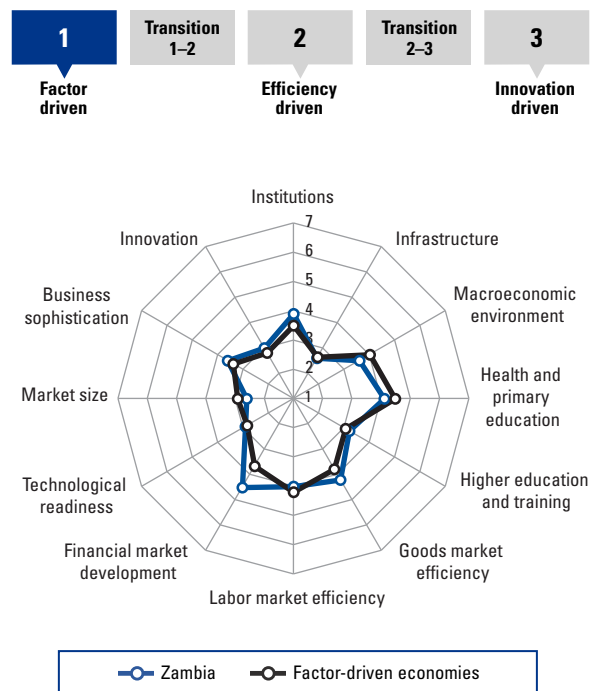 1
Transition
1–2
2
Transition
2–3
3
Factor
driven
Efficiency
driven
Innovation
driven
Institutions
Infrastructure
Macroeconomic
environment
Health and
primary
education
Higher education
and training
Goods market
efficiency
Labor market efficiency
Financial market
development
Technological
readiness
Market size
Business
sophistication
Innovation
7
6
5
4
3
2
1
Zambia
Factor-driven economies